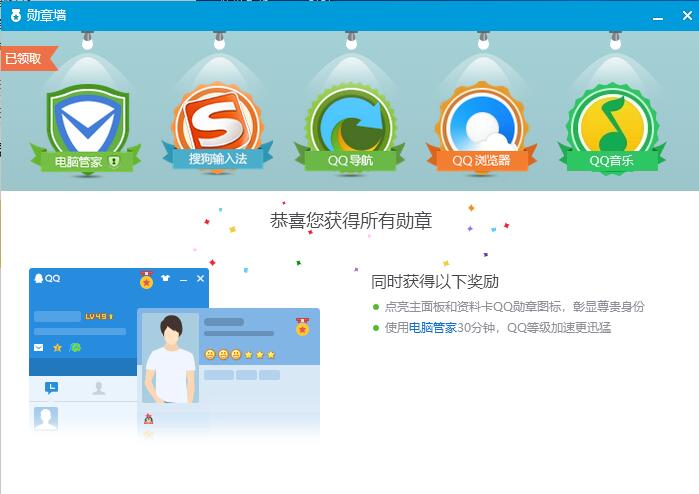 勋章墙
已领取
电脑管家
搜狗输入法
QQ导航
QQ浏览器
QQ音乐
恭喜您获得所有勋章
QQ
LV49
同时获得以下奖励
点亮主面板和资料卡QQ勋章图标，彰显尊贵身份
使用电脑管家30分钟，QQ等级加速更迅猛